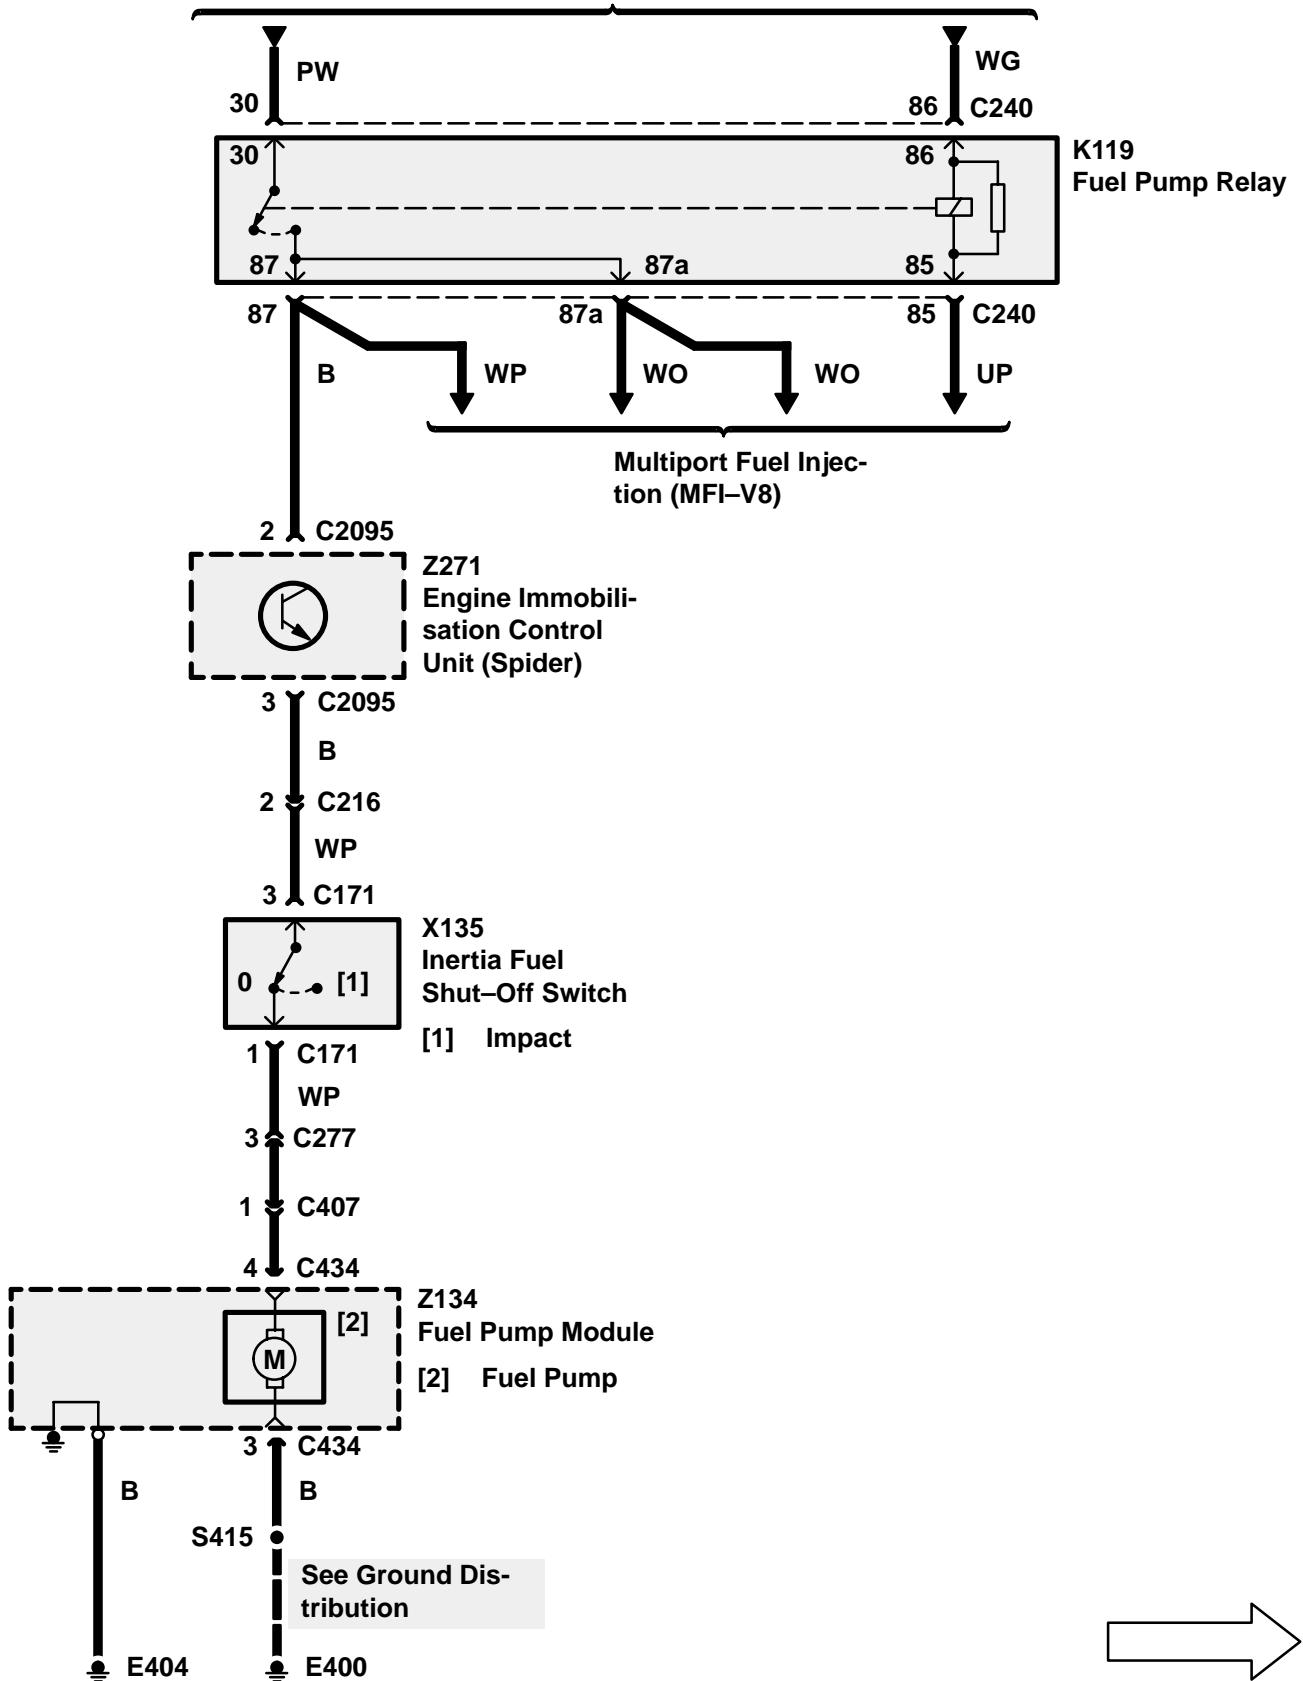 PW
WG
30
86 C240
30
86
K119
Fuel Pump Relay
87
87a
85
87
87a
85 C240
B
WP
WO
WO
UP
Multiport Fuel Injec-
tion (MFI–V8)
2 C2095
Z271
Engine Immobili-
sation Control
Unit (Spider)
3 C2095
B
2 C216
WP
3 C171
X135
Inertia Fuel
Shut–Off Switch
0 [1]
[1] Impact
1 C171
WP
3 C277
1 C407
4 C434
Z134
Fuel Pump Module
[2]
M
[2] Fuel Pump
3 C434
B
B
S415
See Ground Dis-
tribution
E404
E400